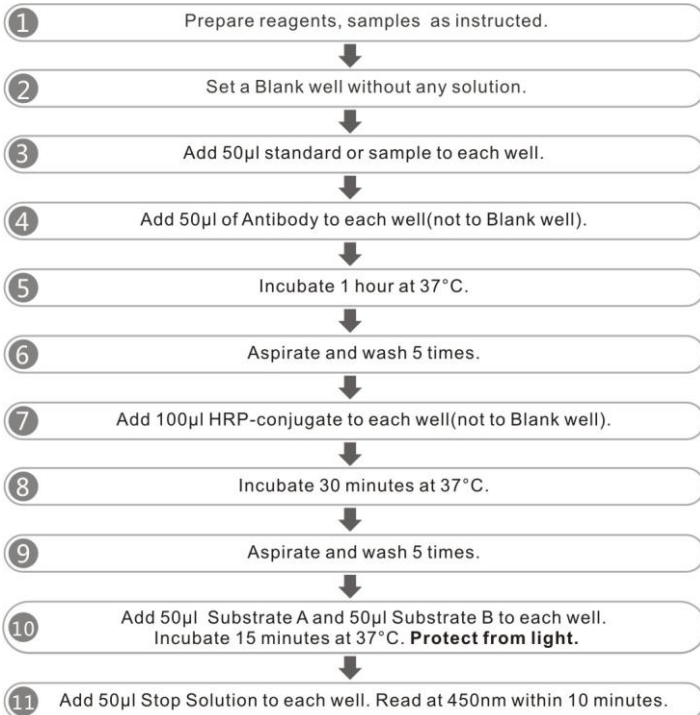 1 Prepare reagents, samples as instructed.
2 Set a Blank well without any solution.
3 Add 50μl standard or sample to each well.
4 Add 50μl of Antibody to each well(not to Blank well).
5 Incubate 1 hour at 37°C.
6 Aspirate and wash 5 times.
7 Add 100μl HRP-conjugate to each well(not to Blank well).
8 Incubate 30 minutes at 37°C.
9 Aspirate and wash 5 times.
10 Add 50μl Substrate A and 50μl Substrate B to each well.
Incubate 15 minutes at 37°C. Protect from light.
11 Add 50μl Stop Solution to each well. Read at 450nm within 10 minutes.